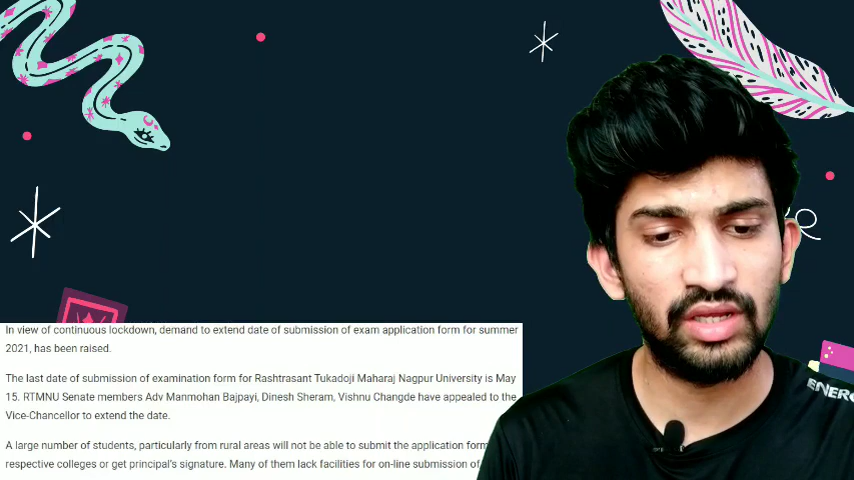 In view of continuous lockdown, demand to extend date of submission of exam application form for summer
2021, has been raised.
The last date of submission of examination form for Rashtrasant Tukadoji Maharaj Nagpur University is May
15. RTMNU Senate members Adv Manmohan Bajpayi, Dinesh Sheram, Vishnu Changde have appealed to the
Vice-Chancellor to extend the date.
A large number of students, particularly from rural areas will not be able to submit the application form
respective colleges or get principal's signature. Many of them lack facilities for on-line submission of
ENERG